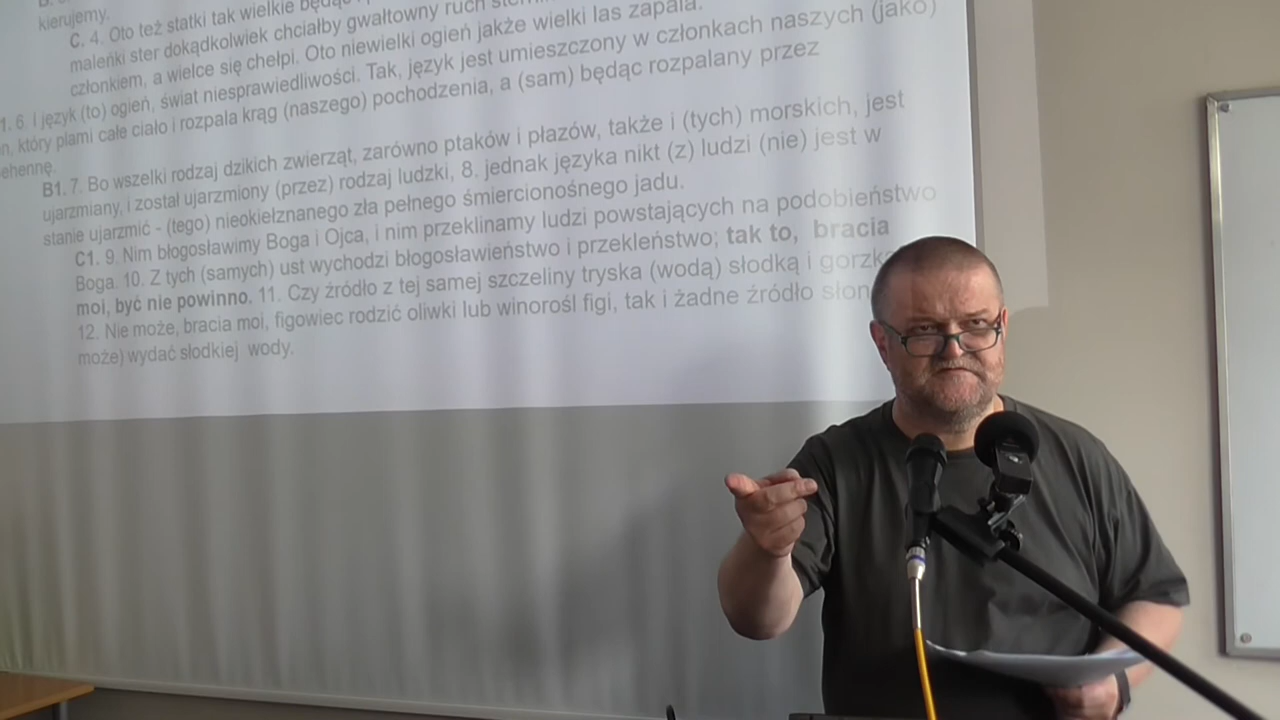 kierujemy.
C. 4. Oto też statki tak wielkie będąc
maleńki ster dokądkolwiek chciałby gwałtowny ruch
członkiem, a wielce się chełpi. Oto niewielki ogień jakże wielki las zapala.
6. I język (to) ogień, świat niesprawiedliwości. Tak, język jest umieszczony w członkach naszych (jako)
n, który plami całe ciało i rozpala krąg (naszego) pochodzenia, a (sam) będąc rozpalany przez
ehennę.
B1. 7. Bo wszelki rodzaj dzikich zwierząt, zarówno ptaków i płazów, także i (tych) morskich, jest
ujarzmiany, i został ujarzmiony (przez) rodzaj ludzki, 8, jednak języka nikt (z) ludzi (nie) jest w
stanie ujarzmić - (tego) nieokiełznanego zła pełnego śmiercionośnego jadu.
C1. 9. Nim błogosławimy Boga i Ojca, i nim przeklinamy ludzi powstających na podobieństwo
Boga. 10. Z tych (samych) ust wychodzi błogosławieństwo i przekleństwo; tak to, bracia
moi, być nie powinno. 11. Czy źródło z tej samej szczeliny tryska (wodą) słodką i gorzk
12. Nie może, bracia moi, figowiec rodzić oliwki lub winorośl figi, tak i żadne źródło słon
może) wydać słodkiej wody.